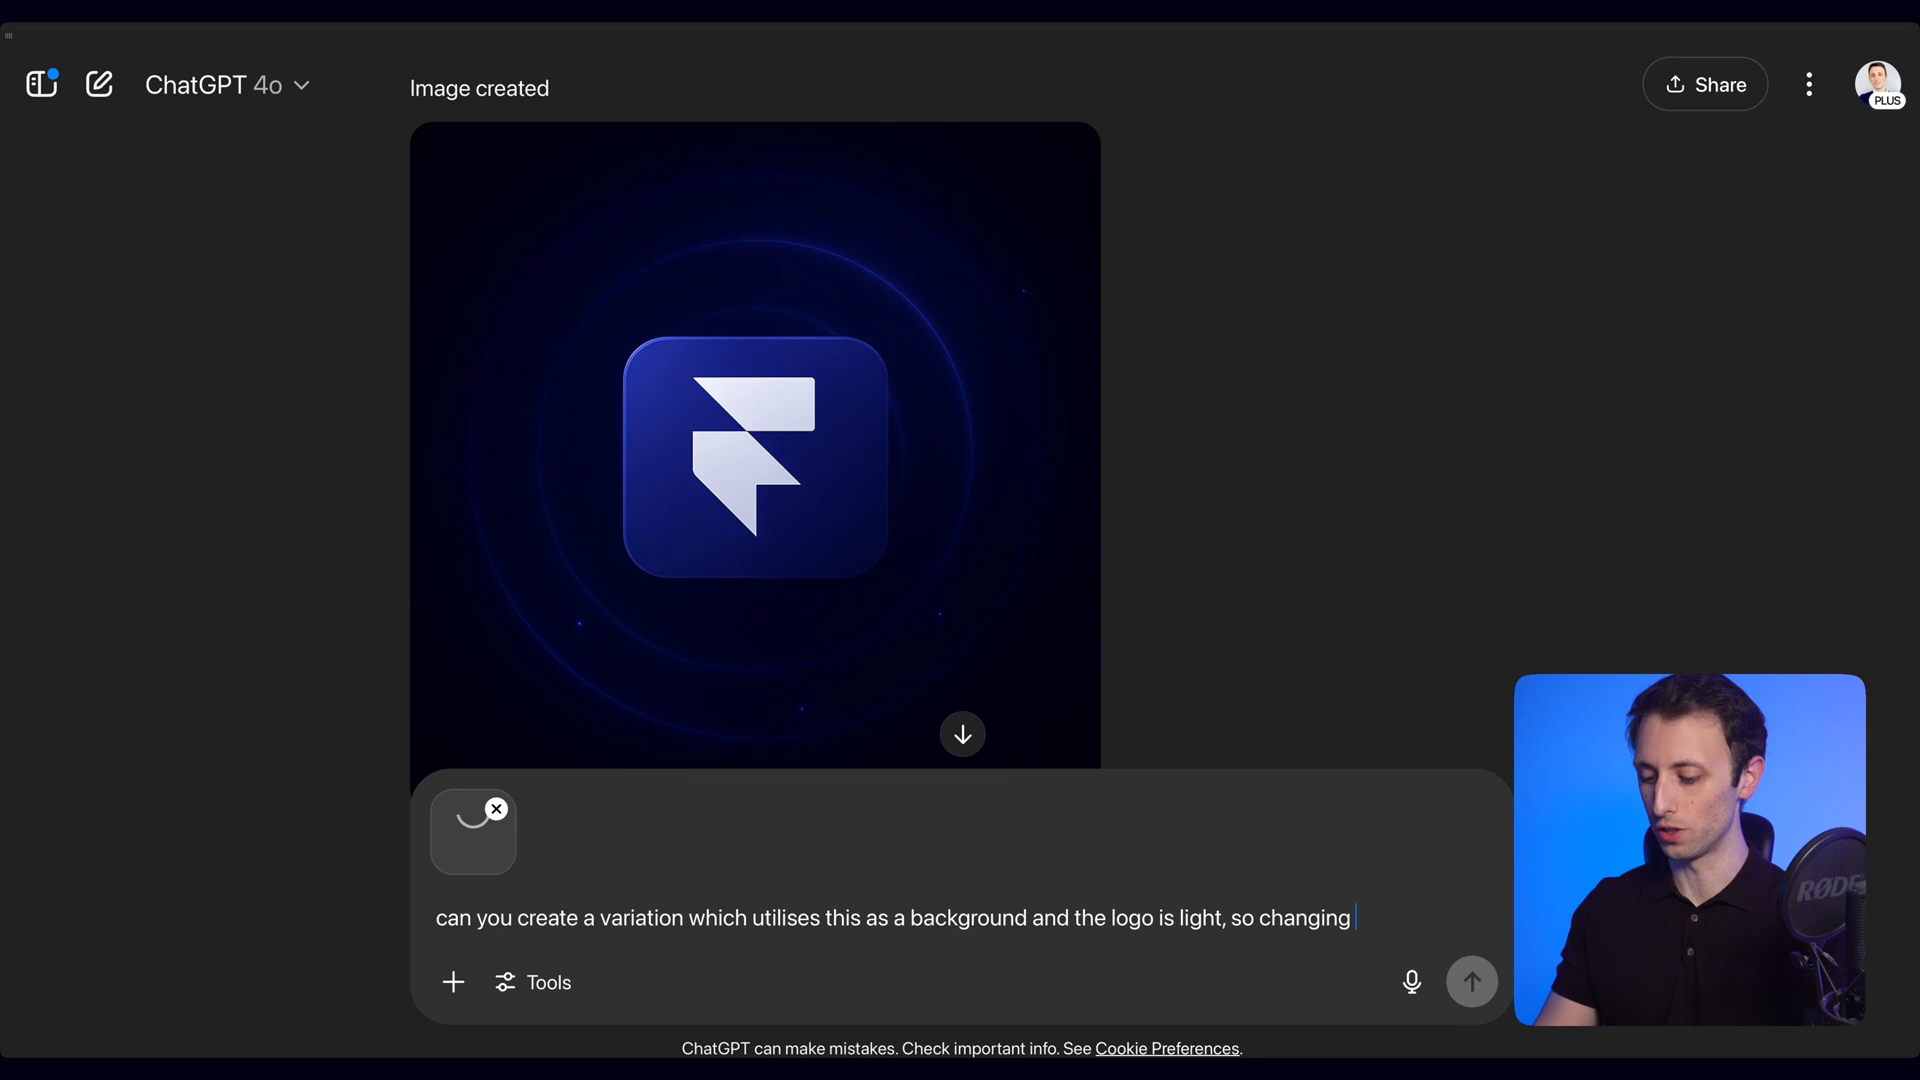 ChatGPT 4o
Image created
Share
PLUS
can you create a variation which utilises this as a background and the logo is light, so changing
Tools
RØDE
ChatGPT can make mistakes. Check important info. See Cookie Preferences.